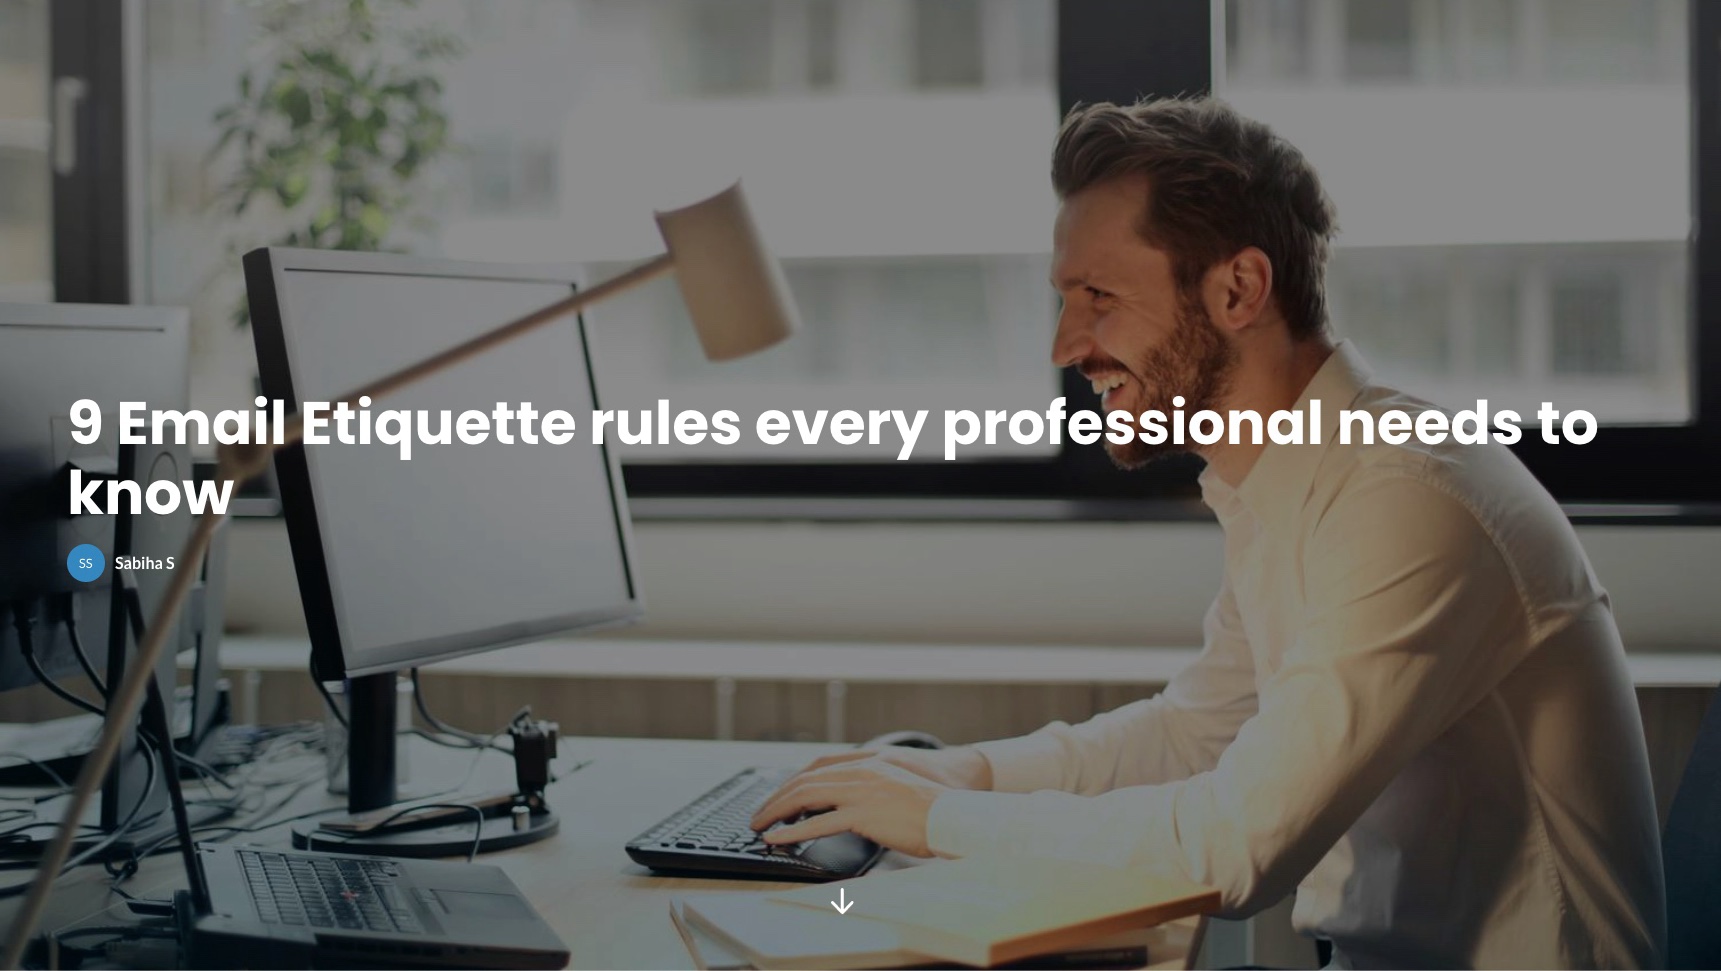 9 Email Etiquette rules every professional needs to
know
SS
Sabiha S